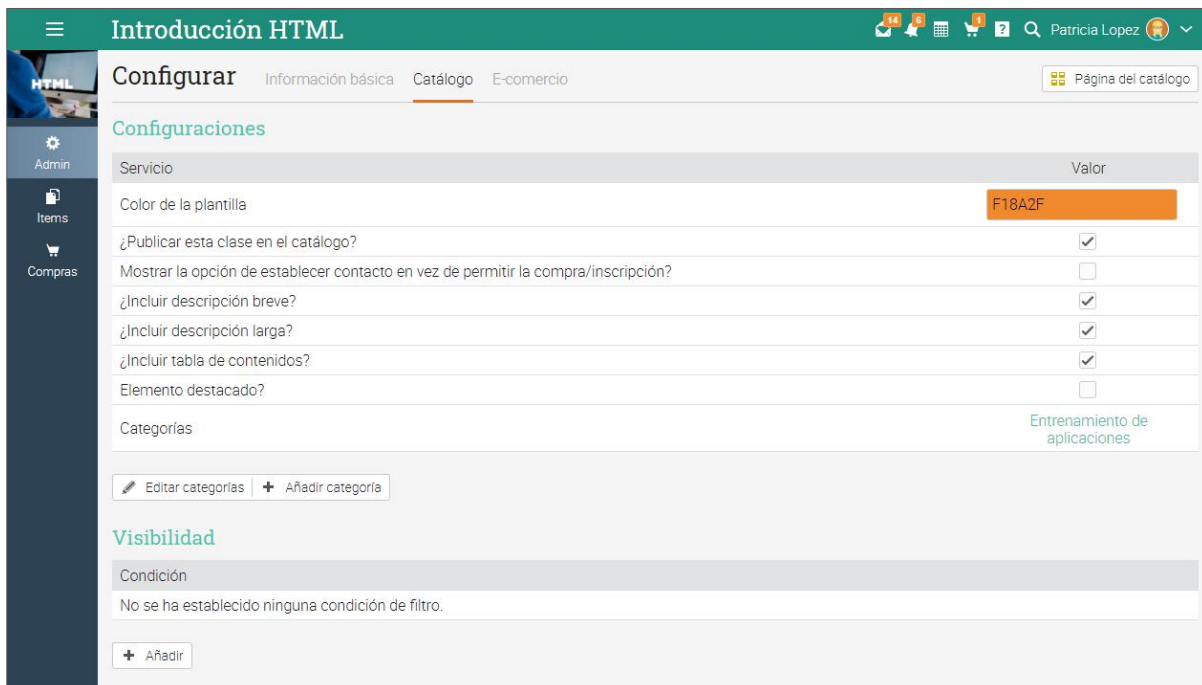 Introducción HTML
14
6
1
?
Patricia Lopez
HTML
Configurar
Información básica
Catálogo
E-comercio
Página del catálogo
Admin
Items
Compras
Configuraciones
Servicio Valor
Color de la plantilla F18A2F
¿Publicar esta clase en el catálogo?
Mostrar la opción de establecer contacto en vez de permitir la compra/inscripción?
¿Incluir descripción breve?
¿Incluir descripción larga?
¿Incluir tabla de contenidos?
Elemento destacado?
Categorías Entrenamiento de
aplicaciones
Editar categorías
Añadir categoría
Visibilidad
Condición
No se ha establecido ninguna condición de filtro.
Añadir